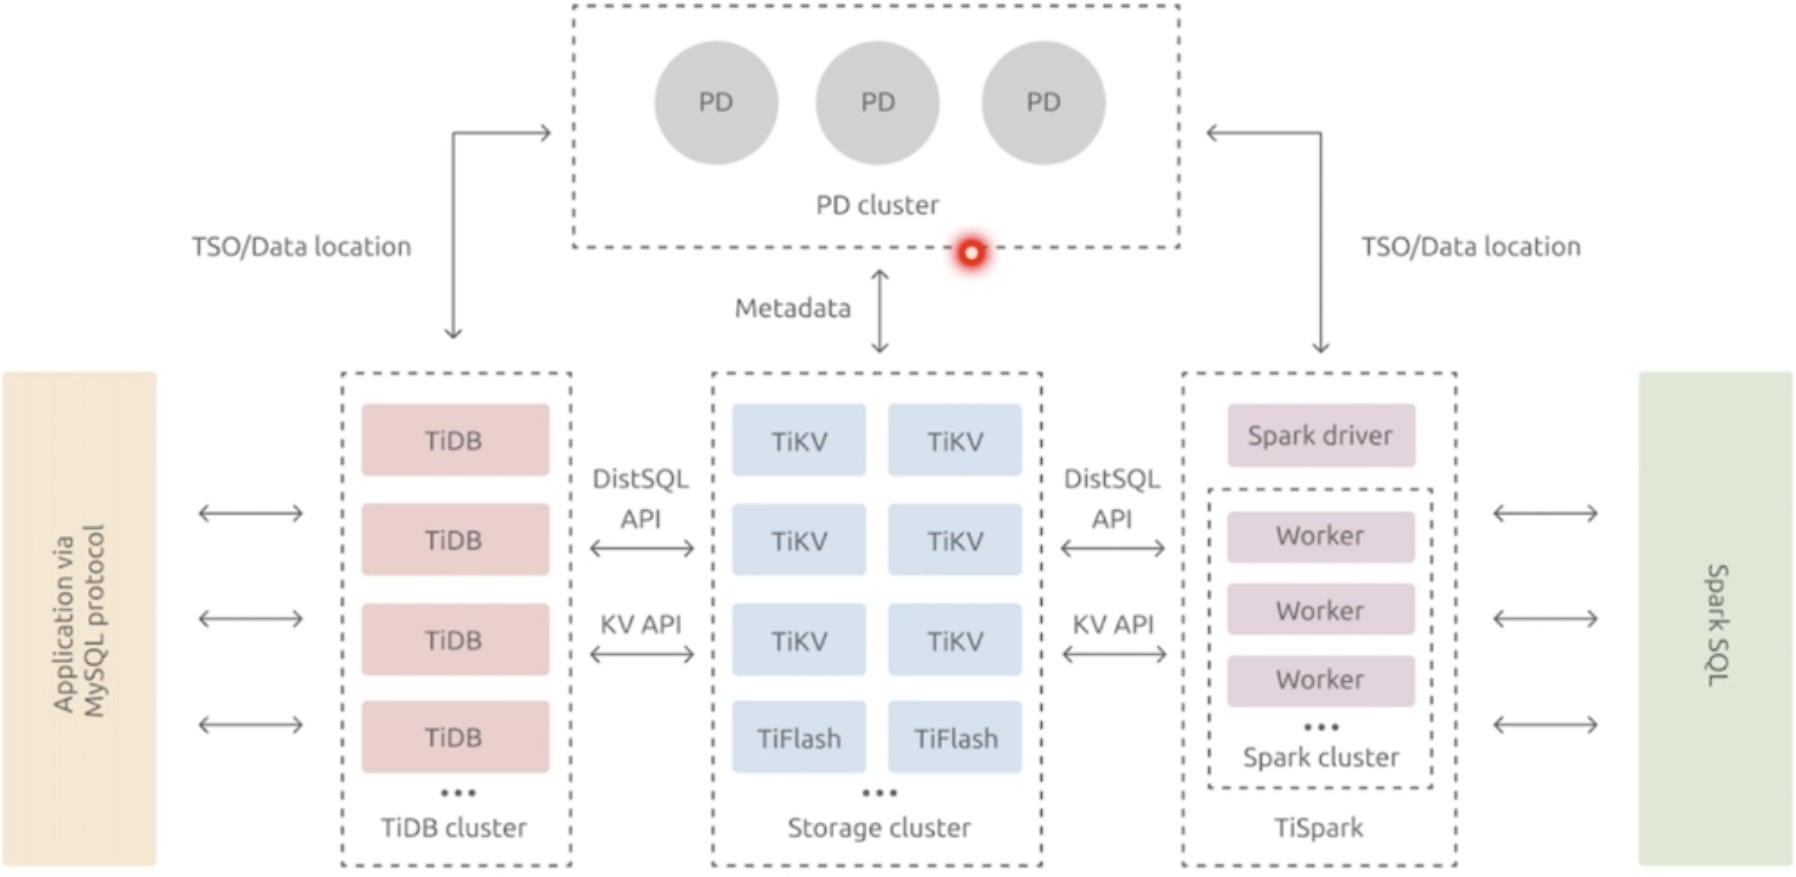 PD
PD
PD
PD cluster
TSO/Data location
TSO/Data location
Metadata
Application via
MySQL protocol
TiDB
TiDB
TiDB
TiDB
•••
TiDB cluster
DistSQL
API
KV API
TiKV
TiKV
TiKV
TiKV
TiKV
TiKV
TiFlash
TiFlash
•••
Storage cluster
DistSQL
API
KV API
Spark driver
Worker
Worker
Worker
•••
Spark cluster
TiSpark
Spark SQL